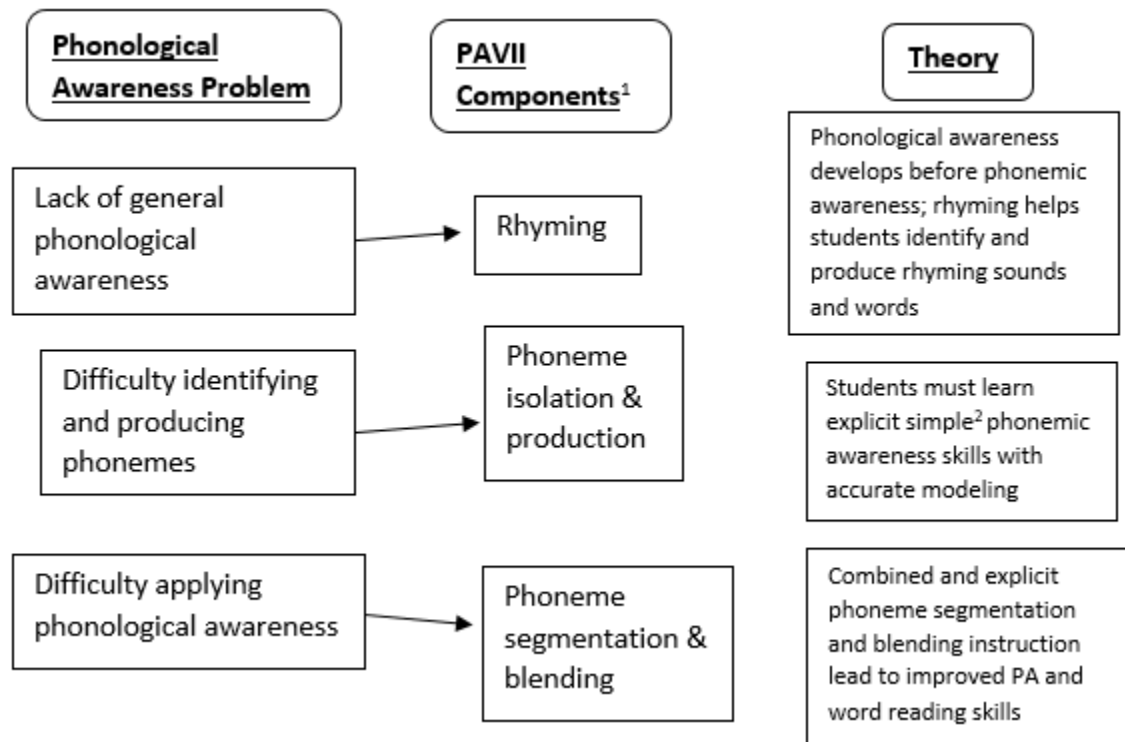 Phonological
Awareness Problem
PAVII
Components¹
Theory
Lack of general
phonological
awareness
Rhyming
Phonological awareness
develops before phonemic
awareness; rhyming helps
students identify and
produce rhyming sounds
and words
Difficulty identifying
and producing
phonemes
Phoneme
isolation &
production
Students must learn
explicit simple² phonemic
awareness skills with
accurate modeling
Difficulty applying
phonological awareness
Phoneme
segmentation &
blending
Combined and explicit
phoneme segmentation
and blending instruction
lead to improved PA and
word reading skills